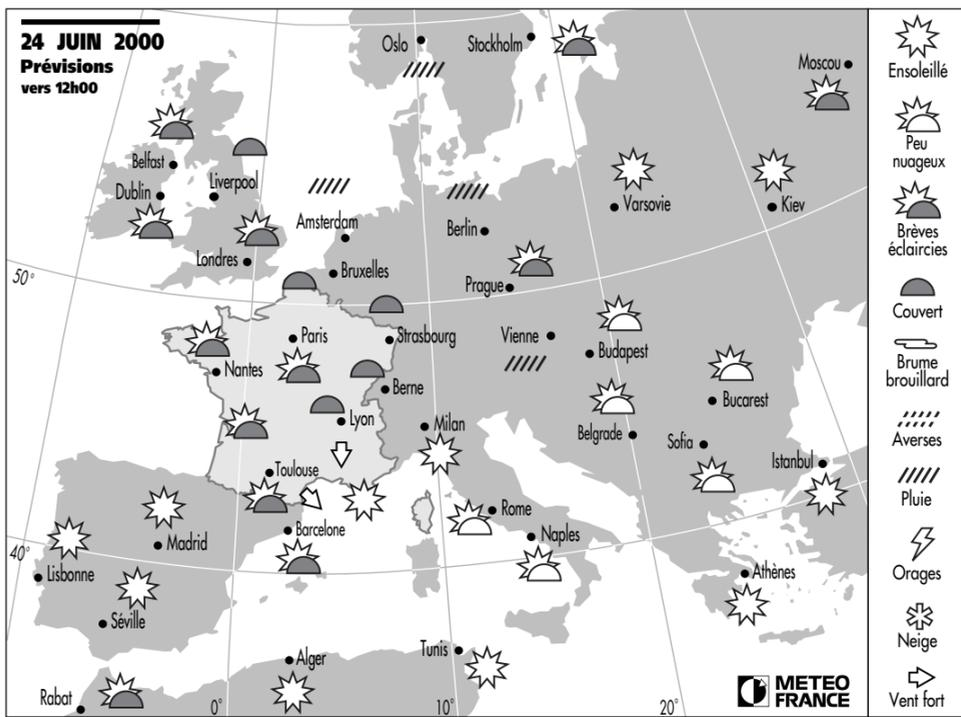 24 JUIN 2000
Prévisions
vers 12h00
Oslo
Stockholm
Moscou
Belfast
Dublin
Liverpool
Amsterdam
Berlin
Varsovie
Kiev
Londres
Bruxelles
Prague
50°
Paris
Strasbourg
Vienne
Budapest
Nantes
Berne
Bucarest
Lyon
Milan
Belgrade
Sofia
Istanbul
Toulouse
Barcelone
Rome
Naples
Madrid
40°
Lisbonne
Athènes
Séville
Tunis
Alger
Rabat
0°
10°
20°
METEO
FRANCE
Ensoleillé
Peu
nuageux
Brèves
éclaircies
Couvert
Brume
brouillard
Averses
Pluie
Orages
Neige
Vent fort